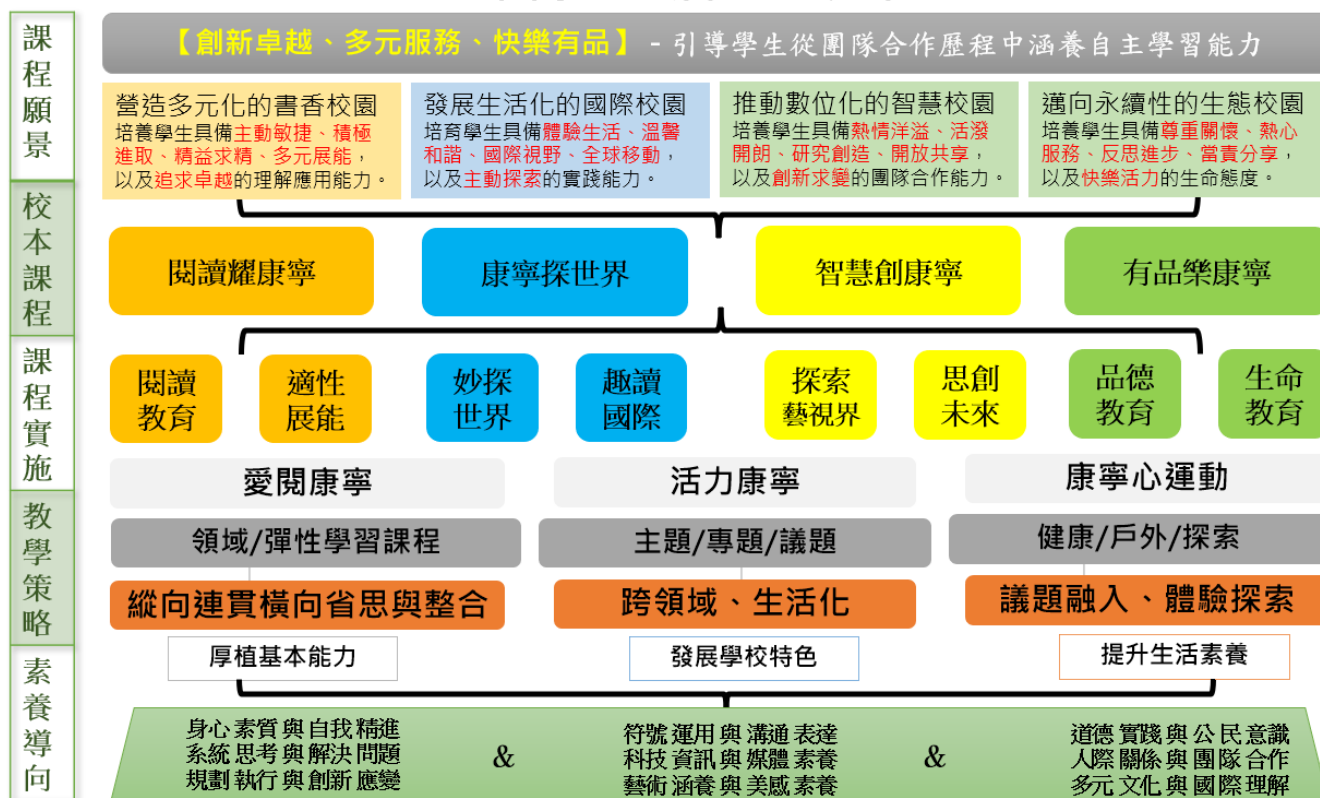 課程願景
【創新卓越、多元服務、快樂有品】 - 引導學生從團隊合作歷程中涵養自主學習能力
營造多元化的書香校園
培養學生具備主動敏捷、積極
進取、精益求精、多元展能，
以及追求卓越的理解應用能力。
發展生活化的國際校園
培育學生具備體驗生活、溫馨
和諧、國際視野、全球移動，
以及主動探索的實踐能力。
推動數位化的智慧校園
培養學生具備熱情洋溢、活潑
開朗、研究創造、開放共享，
以及創新求變的團隊合作能力。
邁向永續性的生態校園
培養學生具備尊重關懷、熱心
服務、反思進步、當責分享，
以及快樂活力的生命態度。
校本課程
閱讀耀康寧
康寧探世界
智慧創康寧
有品樂康寧
課程實施
閱讀
教育
適性
展能
妙探
世界
趣讀
國際
探索
藝視界
思創
未來
品德
教育
生命
教育
愛閱康寧
活力康寧
康寧心運動
教學策略
領域/彈性學習課程
主題/專題/議題
健康/戶外/探索
縱向連貫橫向省思與整合
跨領域、生活化
議題融入、體驗探索
厚植基本能力
發展學校特色
提升生活素養
素養導向
身心素質與自我精進
系統思考與解決問題
規劃執行與創新應變
&
符號運用與溝通表達
科技資訊與媒體素養
藝術涵養與美感素養
&
道德實踐與公民意識
人際關係與團隊合作
多元文化與國際理解